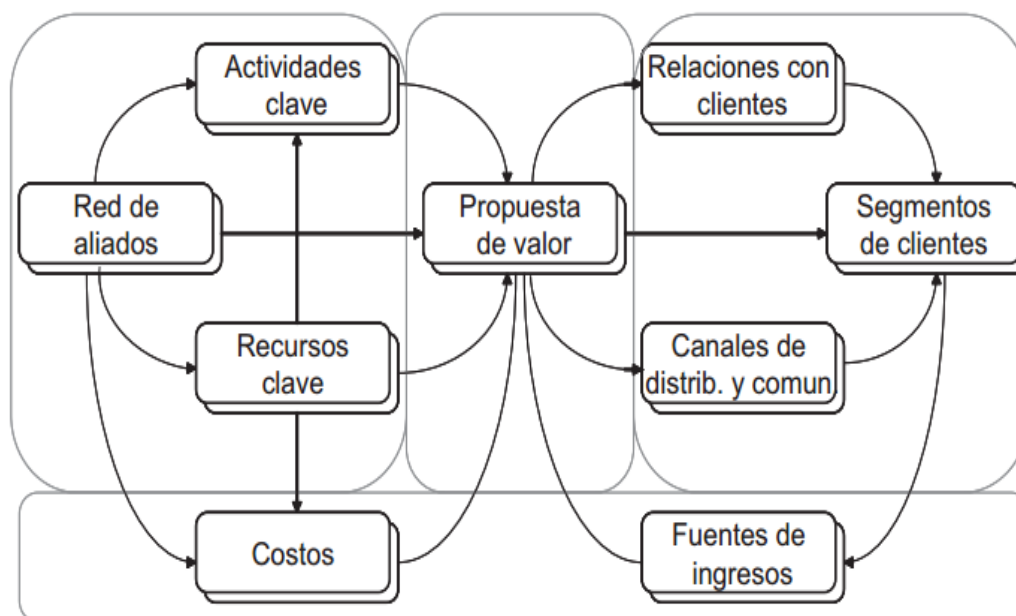 Actividades
clave
Relaciones con
clientes
Red de
aliados
Propuesta
de valor
Segmentos
de clientes
Recursos
clave
Canales de
distrib. y comun.
Costos
Fuentes de
ingresos